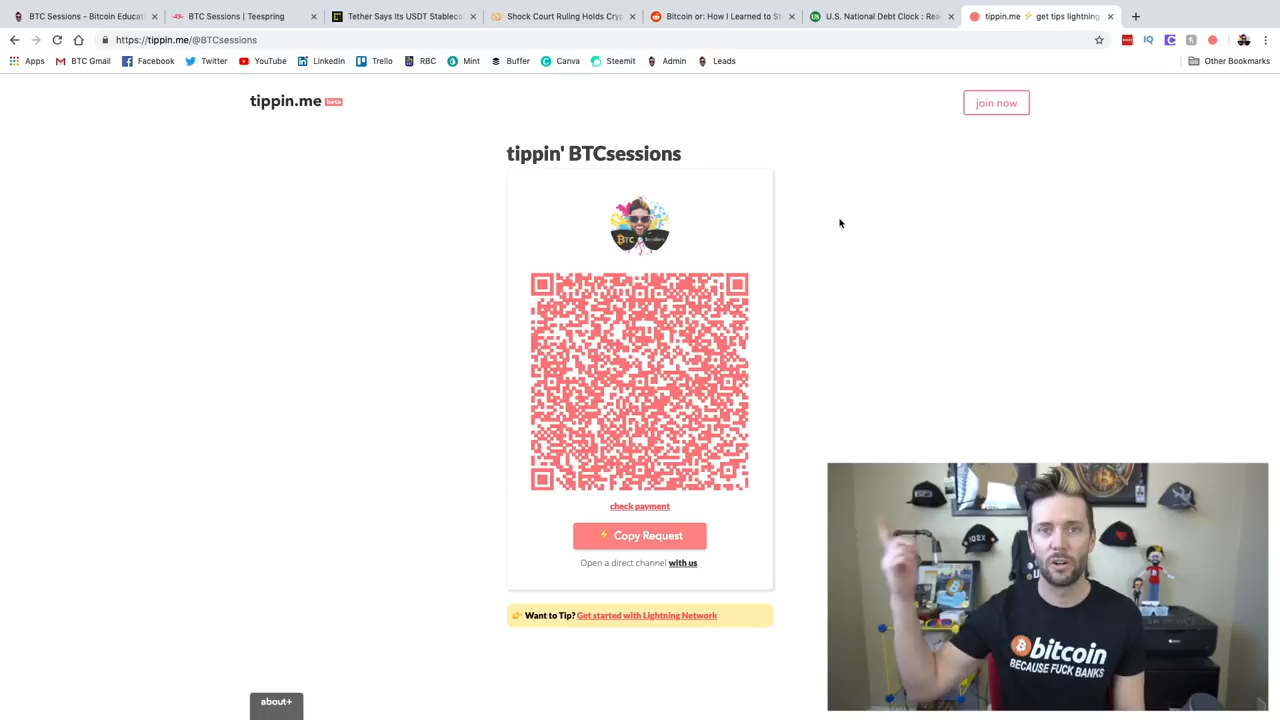 BTC Sessions – Bitcoin Educati
BTC Sessions | Teespring
Tether Says Its USDT Stableco
Shock Court Ruling Holds Cryp
Bitcoin or: How I Learned to St
U.S. National Debt Clock : Rea
tippin.me ⚡ get tips lightning
https://tippin.me/@BTCsessions
Apps
BTC Gmail
Facebook
Twitter
YouTube
LinkedIn
Trello
RBC
Mint
Buffer
Canva
Steemit
Admin
Leads
Other Bookmarks
tippin.me beta
join now
tippin' BTCsessions
BTC Sessions
check payment
⚡ Copy Request
Open a direct channel with us
👉 Want to Tip? Get started with Lightning Network
about+
bitcoin
BECAUSE FUCK BANKS